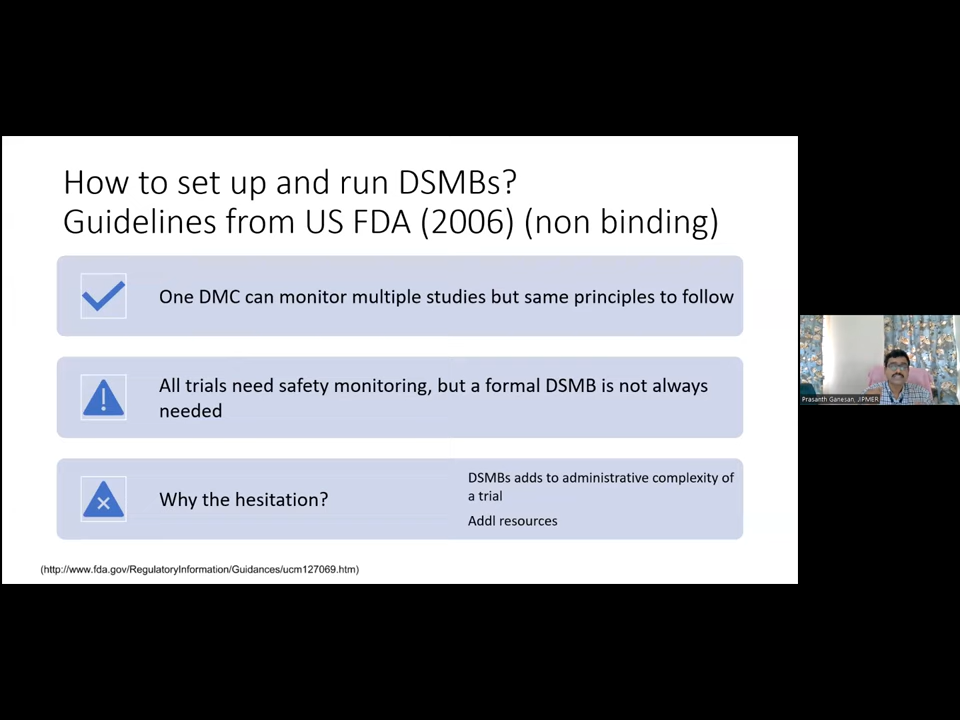 How to set up and run DSMBs?
Guidelines from US FDA (2006) (non binding)
One DMC can monitor multiple studies but same principles to follow
All trials need safety monitoring, but a formal DSMB is not always
needed
Why the hesitation?
DSMBs adds to administrative complexity of
a trial
Addl resources
(http://www.fda.gov/RegulatoryInformation/Guidances/ucm127069.htm)
Prasanth Ganesan, JIPMER